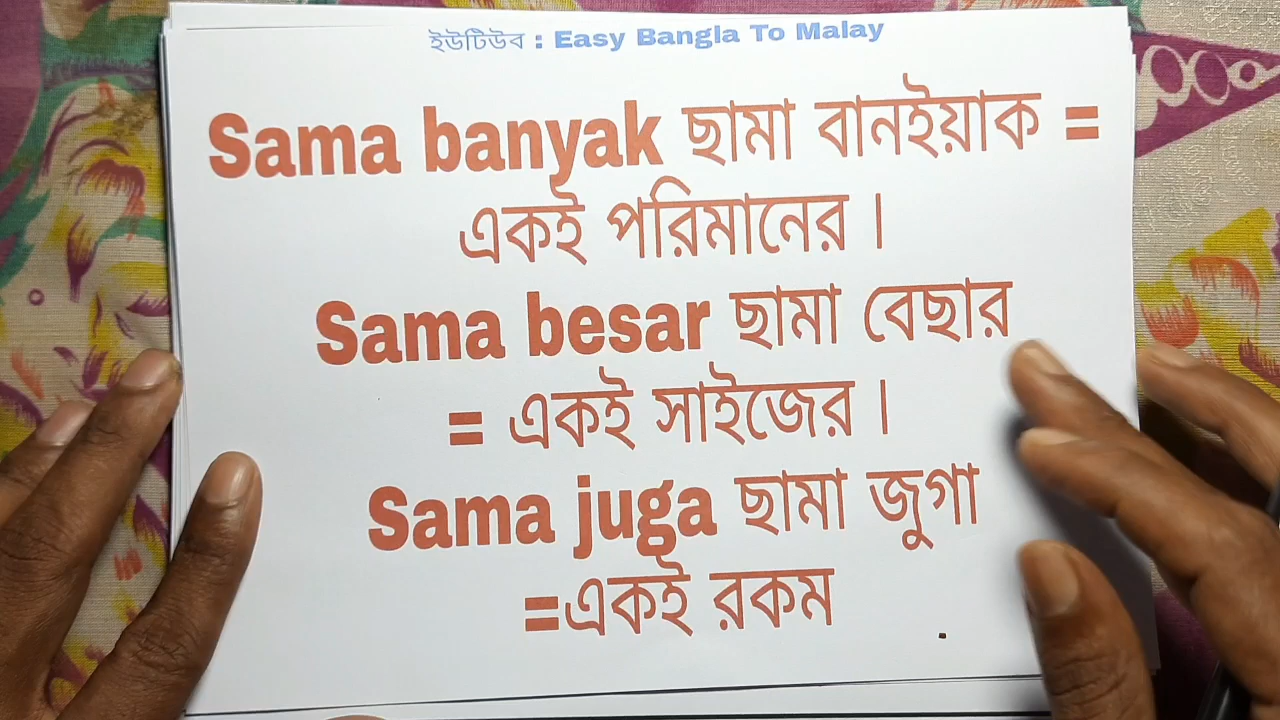 ইউটিউব : Easy Bangla To Malay
Sama banyak ছামা বানইয়াক =
একই পরিমানের ।
Sama besar ছামা বেছার
= একই সাইজের ।
Sama juga ছামা জুগা
=একই রকম